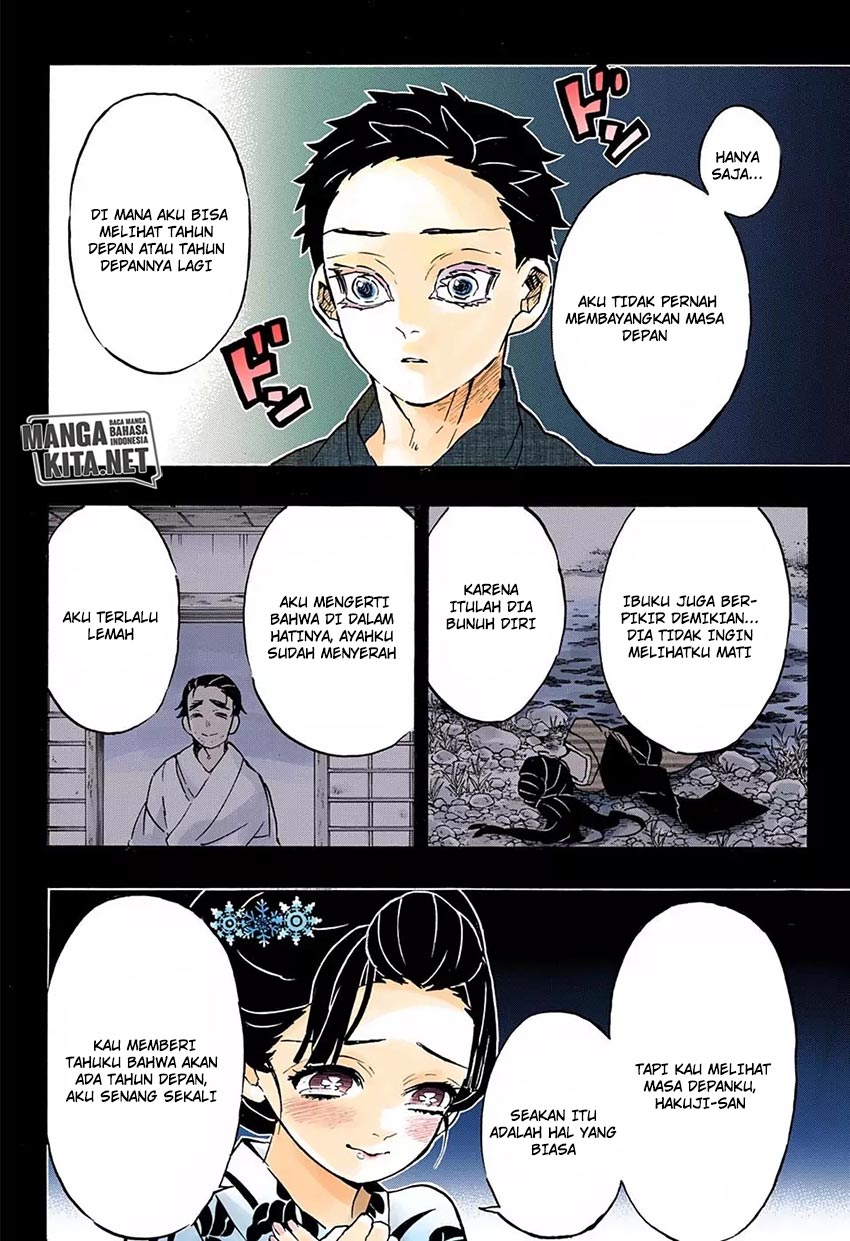 HANYA
SAJA...
AKU TIDAK PERNAH
MEMBAYANGKAN MASA
DEPAN
ドドン
DI MANA AKU BISA
MELIHAT TAHUN
DEPAN ATAU TAHUN
DEPANNYA LAGI
ドドン
MANGA
KITA.NET
BACA MANGA
BAHASA
INDONESIA
IBUKU JUGA BER-
PIKIR DEMIKIAN...
DIA TIDAK INGIN
MELIHATKU MATI
KARENA
ITULAH DIA
BUNUH DIRI
AKU MENGERTI
BAHWA DI DALAM
HATINYA, AYAHKU
SUDAH MENYERAH
AKU TERLALU
LEMAH
TAPI KAU MELIHAT
MASA DEPANKU,
HAKUJI-SAN
SEAKAN ITU
ADALAH HAL YANG
BIASA
KAU MEMBERI
TAHUKU BAHWA AKAN
ADA TAHUN DEPAN,
AKU SENANG SEKALI